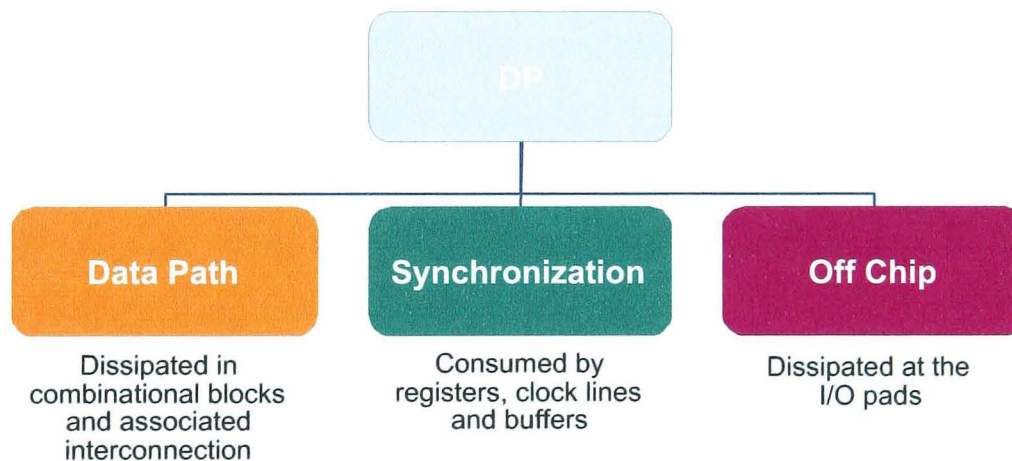 DP
Data Path
Synchronization
Off Chip
Dissipated in
combinational blocks
and associated
interconnection
Consumed by
registers, clock lines
and buffers
Dissipated at the
I/O pads